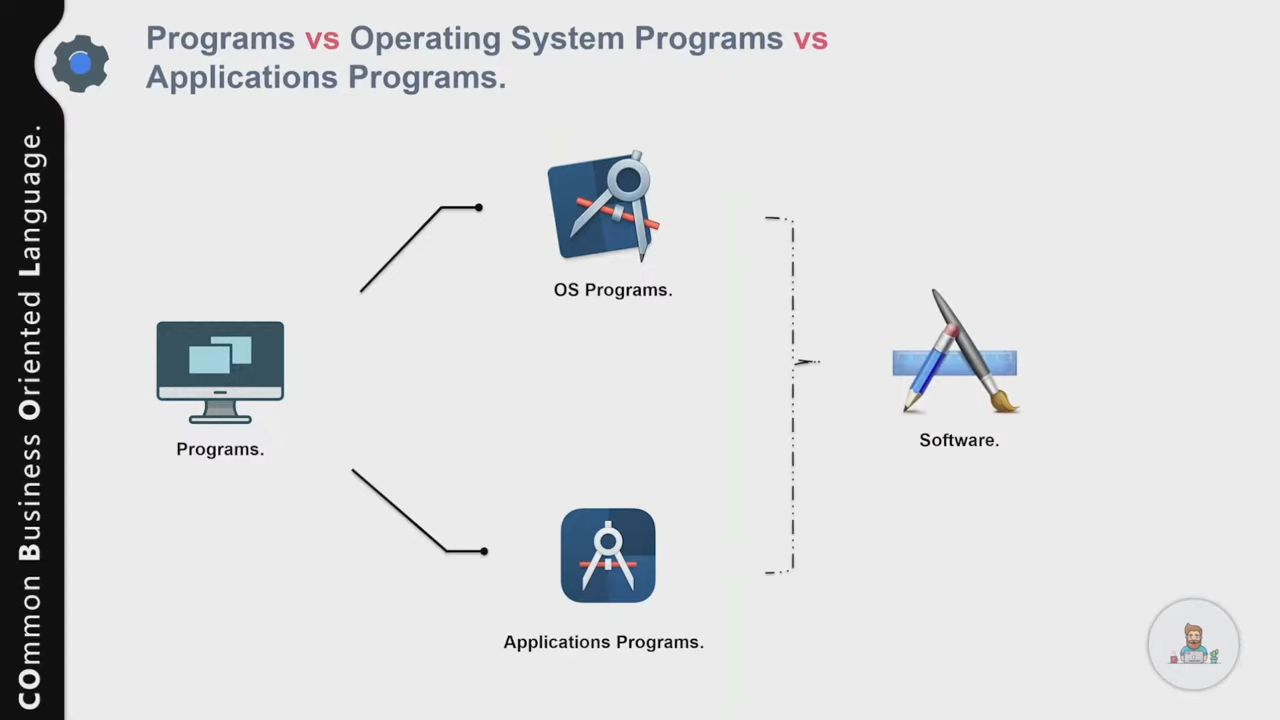 Programs vs Operating System Programs vs
Applications Programs.
COmmon Business Oriented Language.
OS Programs.
Programs.
Software.
Applications Programs.